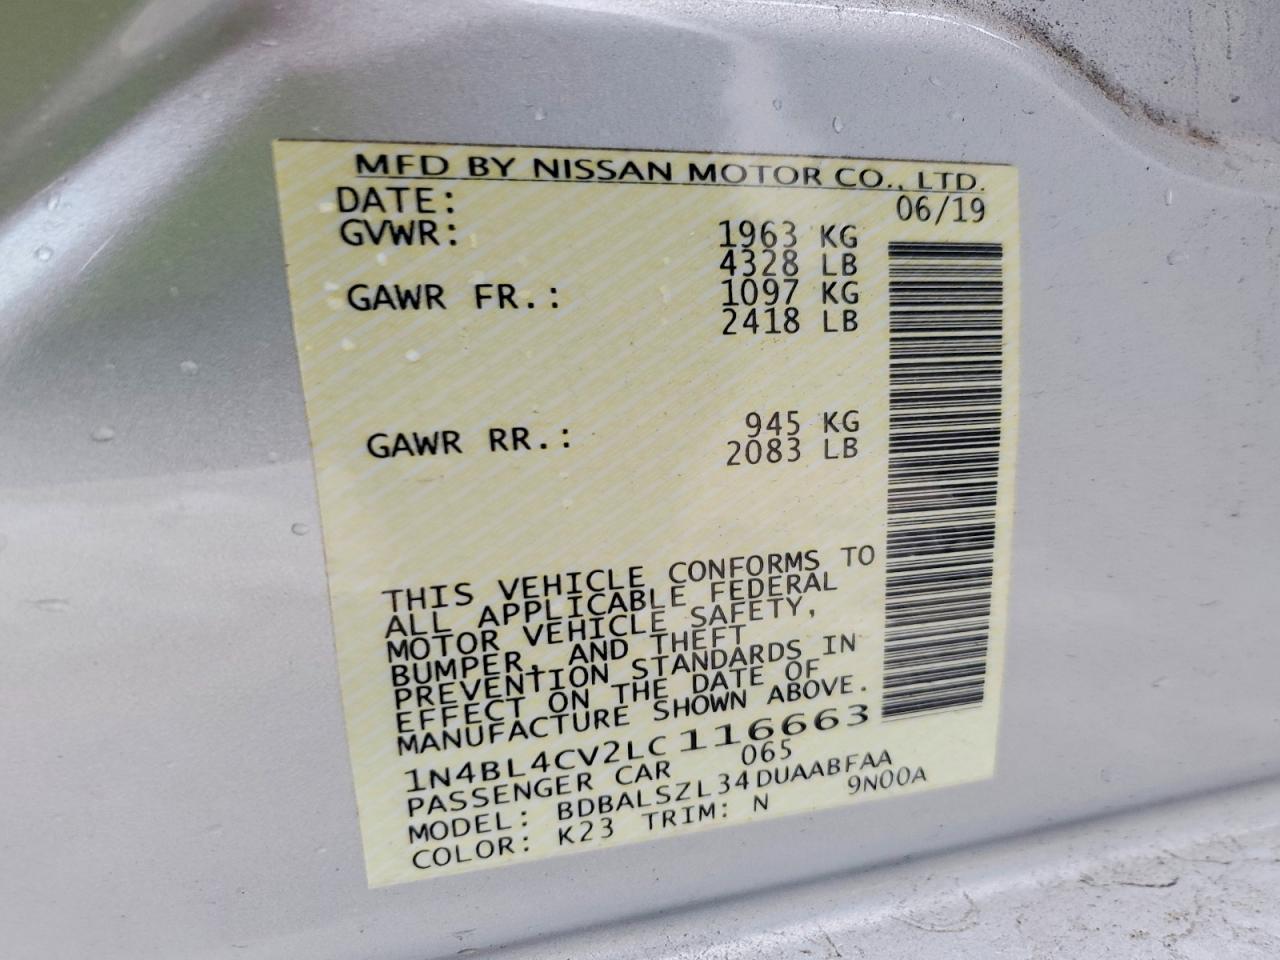 MFD BY NISSAN MOTOR CO., LTD.
DATE: 06/19
GVWR: 1963 KG
4328 LB
GAWR FR.: 1097 KG
2418 LB
GAWR RR.: 945 KG
2083 LB
THIS VEHICLE CONFORMS TO
ALL APPLICABLE FEDERAL
MOTOR VEHICLE SAFETY,
BUMPER, AND THEFT
PREVENTION STANDARDS IN
EFFECT ON THE DATE OF
MANUFACTURE SHOWN ABOVE.
1N4BL4CV2LC116663
PASSENGER CAR 065
MODEL: BDBALSZL34DUAABFAA
COLOR: K23 TRIM: N 9N00A